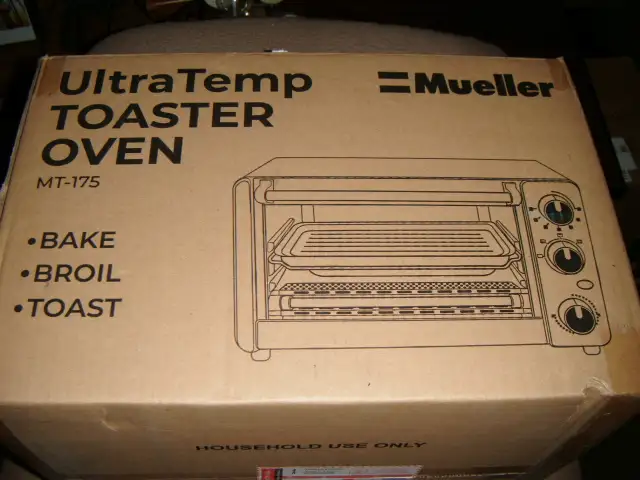 UltraTemp
TOASTER
OVEN
MT-175
Mueller
•BAKE
•BROIL
•TOAST
HOUSEHOLD USE ONLY